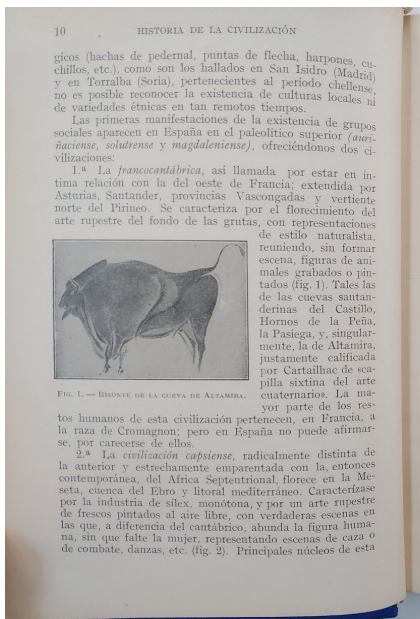 10 HISTORIA DE LA CIVILIZACIÓN
gicos (hachas de pedernal, puntas de flecha, harpones, cu-
chillos, etc.), como son los hallados en San Isidro (Madrid)
y en Torralba (Soria), pertenecientes al período chellense,
no es posible reconocer la existencia de culturas locales ni
de variedades étnicas en tan remotos tiempos.
Las primeras manifestaciones de la existencia de grupos
sociales aparecen en España en el paleolítico superior (auri-
ñaciense, solutrense y magdaleniense), ofreciéndonos dos ci-
vilizaciones:
1.ª La francocantábrica, así llamada por estar en ín-
tima relación con la del oeste de Francia; extendida por
Asturias, Santander, provincias Vascongadas y vertiente
norte del Pirineo. Se caracteriza por el florecimiento del
arte rupestre del fondo de las grutas, con representaciones
de estilo naturalista,
reuniendo, sin formar
escena, figuras de ani-
males grabados o pin-
tados (fig. 1). Tales las
de las cuevas santan-
derinas del Castillo,
Hornos de la Peña,
la Pasiega, y, singular-
mente, la de Altamira,
justamente calificada
por Cartailhac de «ca-
pilla sixtina del arte
cuaternario». La ma-
yor parte de los res-
FIG. 1. — BISONTE DE LA CUEVA DE ALTAMIRA.
tos humanos de esta civilización pertenecen, en Francia, a
la raza de Cromagnon; pero en España no puede afirmar-
se, por carecerse de ellos.
2.ª La civilización capsiense, radicalmente distinta de
la anterior y estrechamente emparentada con la, entonces
contemporánea, del Africa Septentrional, florece en la Me-
seta, cuenca del Ebro y litoral mediterráneo. Caracterízase
por la industria de sílex, monótona, y por un arte rupestre
de frescos pintados al aire libre, con verdaderas escenas en
las que, a diferencia del cantábrico, abunda la figura huma-
na, sin que falte la mujer, representando escenas de caza o
de combate, danzas, etc. (fig. 2). Principales núcleos de esta